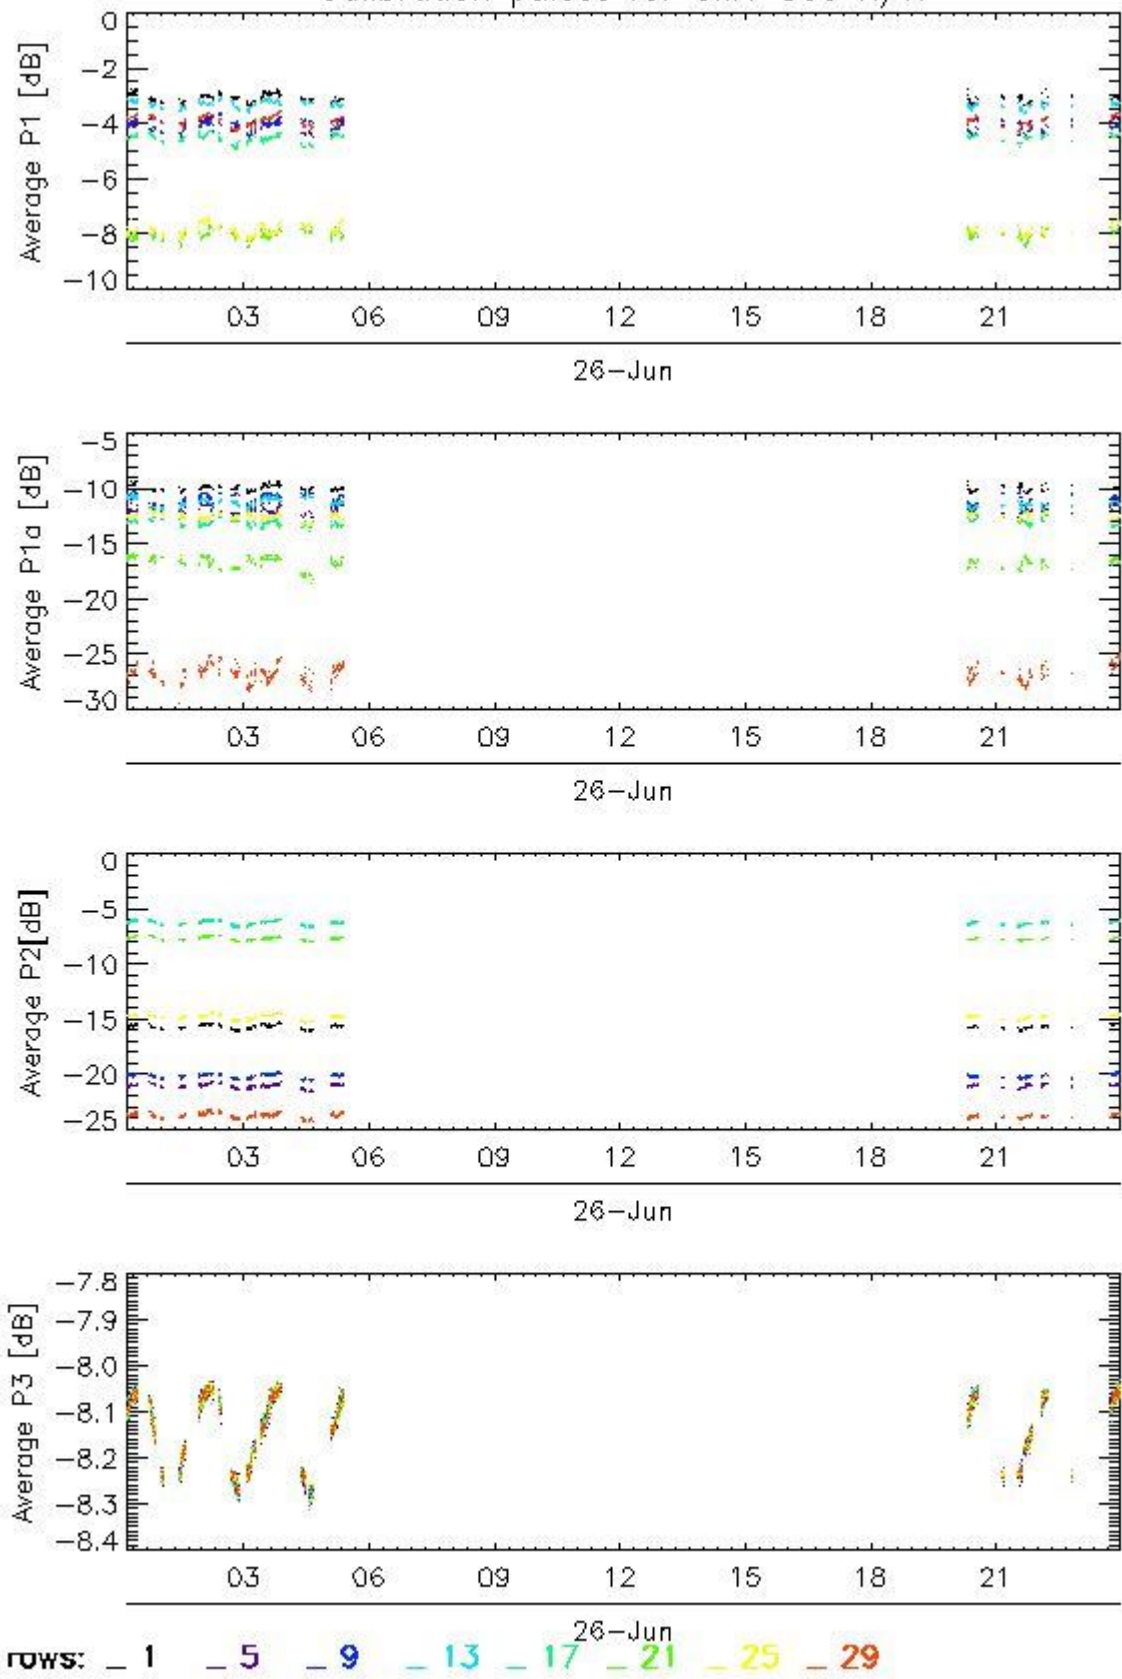 0
−2
−4
−6
−8
−10
Average P1 [dB]
03 06 09 12 15 18 21
26−Jun
−5
−10
−15
−20
−25
−30
Average P1a [dB]
03 06 09 12 15 18 21
26−Jun
0
−5
−10
−15
−20
−25
Average P2[dB]
03 06 09 12 15 18 21
26−Jun
−7.8
−7.9
−8.0
−8.1
−8.2
−8.3
−8.4
Average P3 [dB]
03 06 09 12 15 18 21
26−Jun
rows: _ 1 _ 5 _ 9 _ 13 _ 17 _ 21 _ 25 _ 29